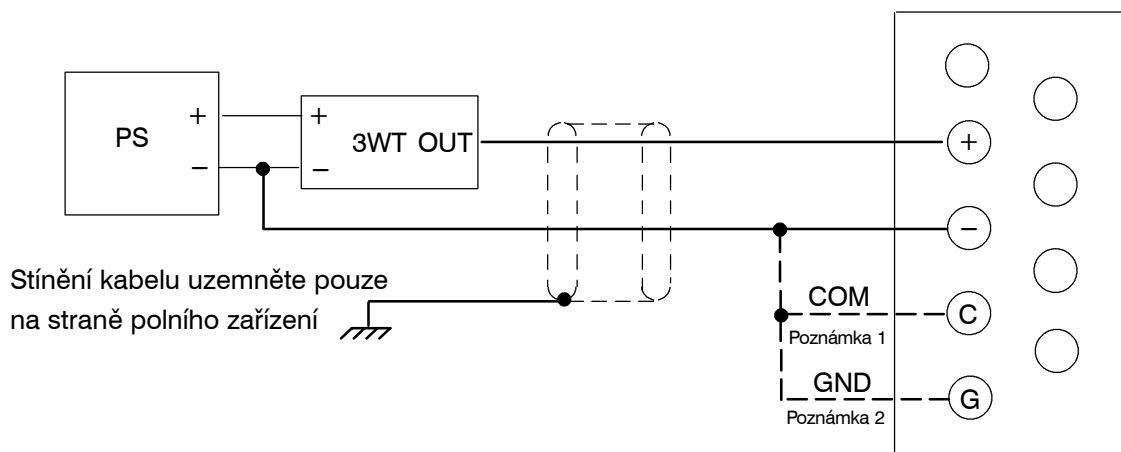 PS
+
−
+
−
3WT OUT
+
−
Stínění kabelu uzemněte pouze
na straně polního zařízení
COM
Poznámka 1
C
GND
Poznámka 2
G